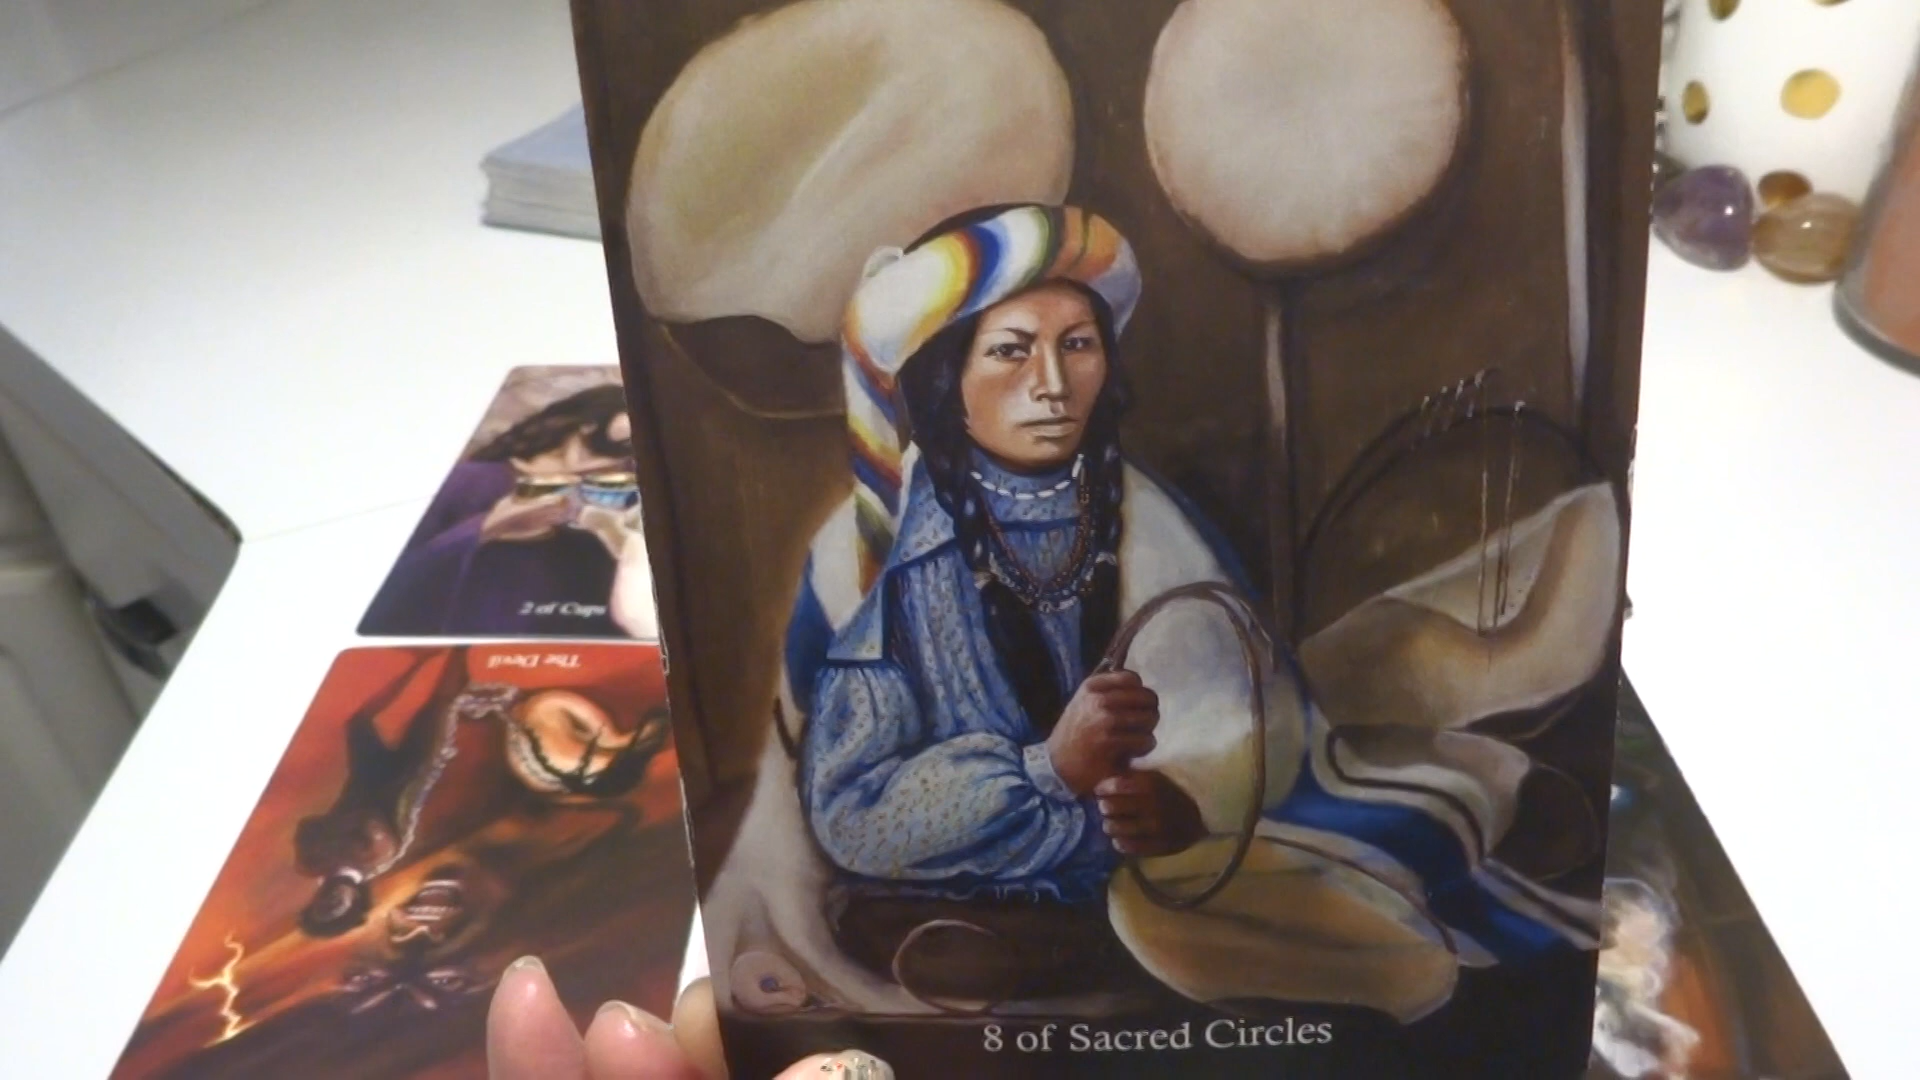 2 of Cups
The Devil
8 of Sacred Circles